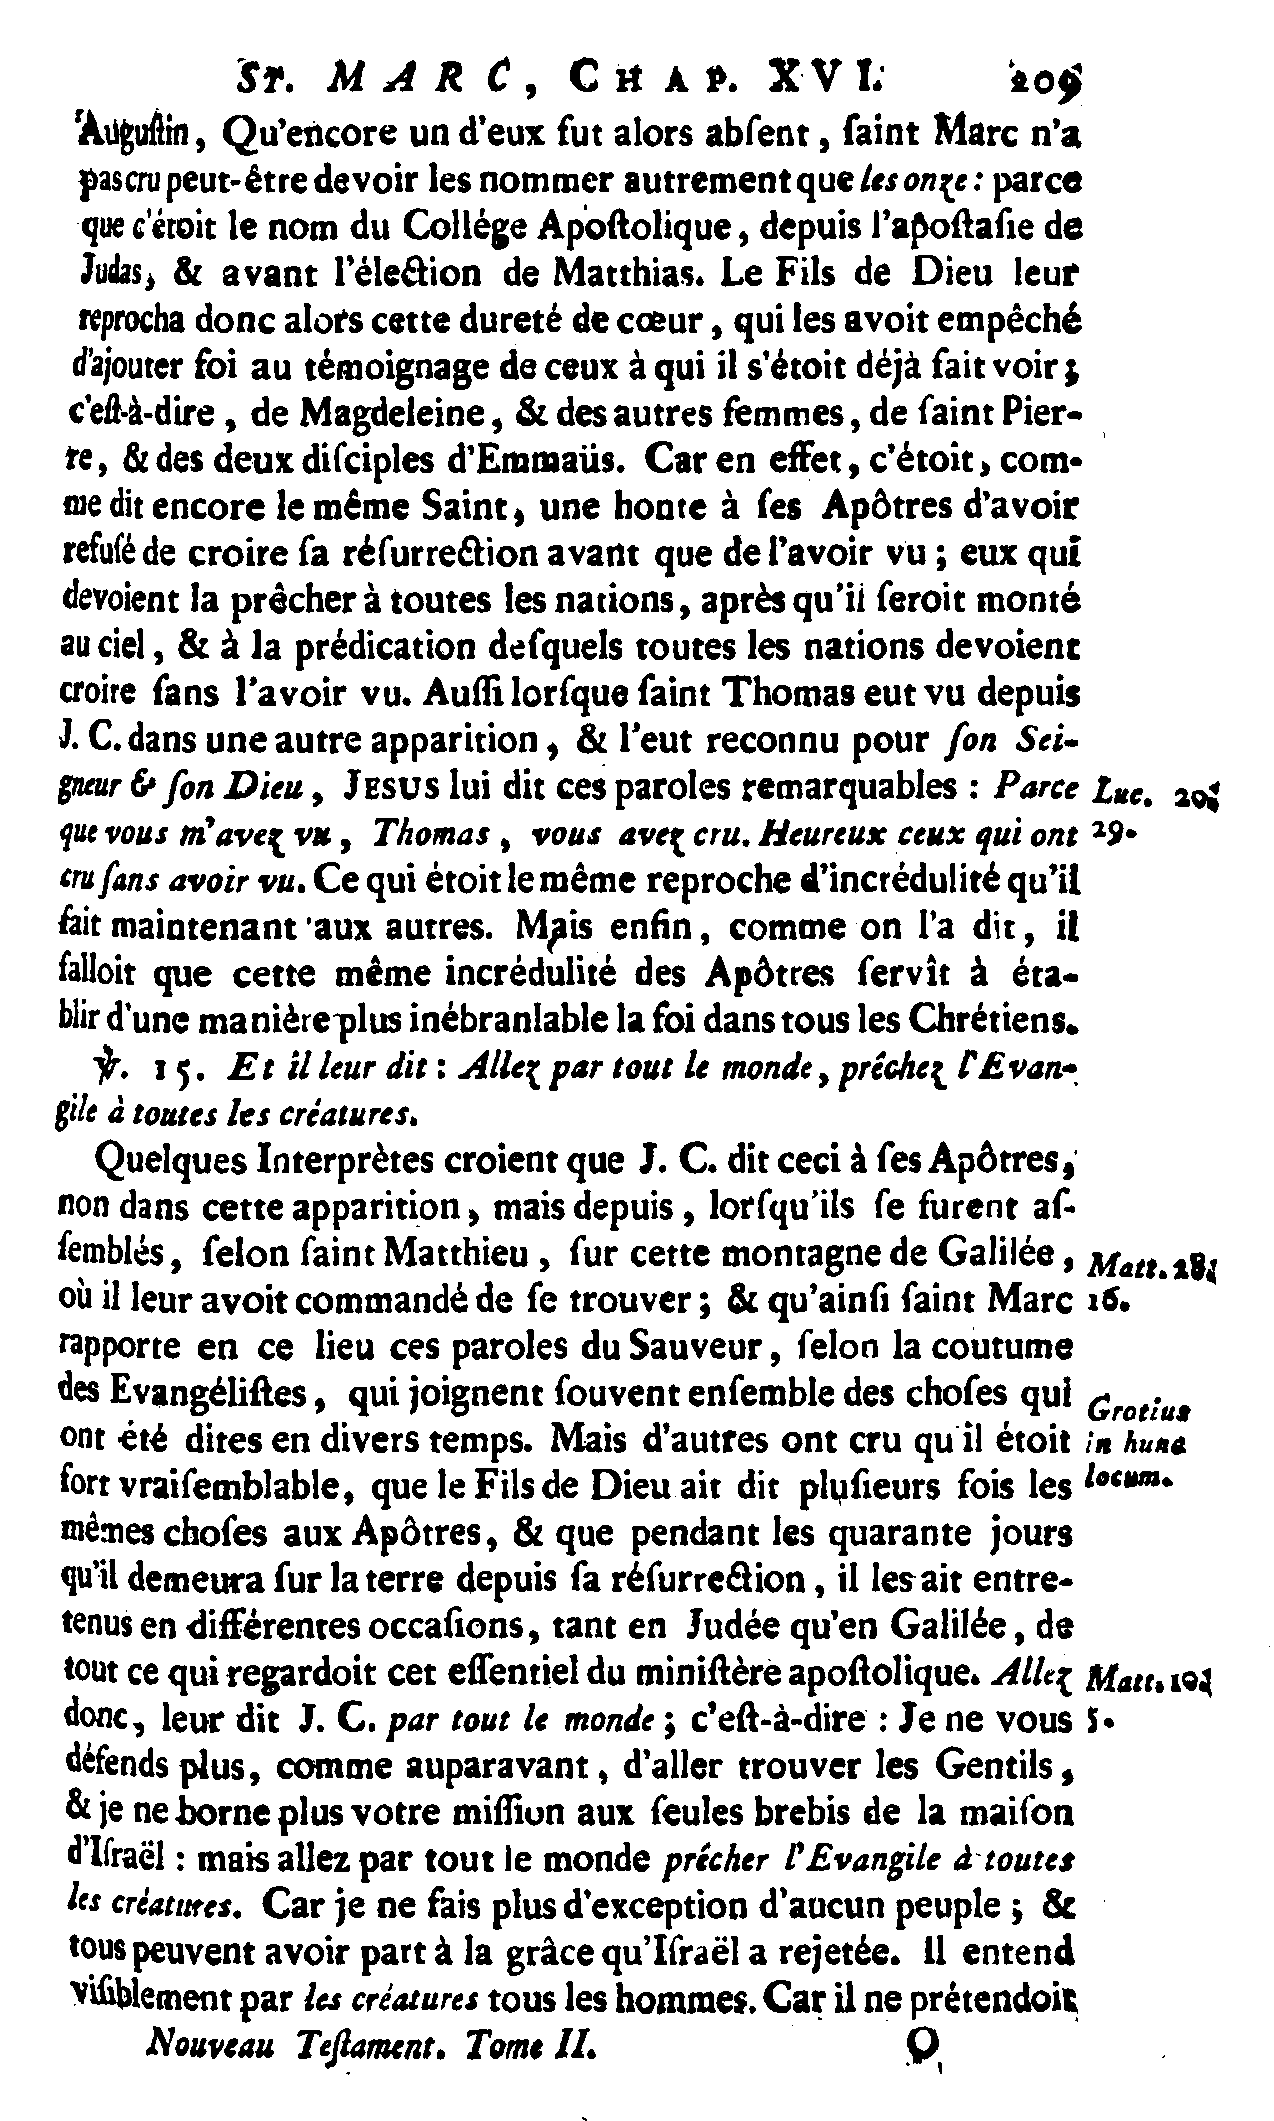 ST. MARC, CHAP. XVI. 209
Auguſtin, Qu'encore un d'eux fut alors abſent, ſaint Marc n'a
pas cru peut-être devoir les nommer autrement que les onze: parce
que c'étoit le nom du Collége Apoſtolique, depuis l'apoſtaſie de
Judas, & avant l'élection de Matthias. Le Fils de Dieu leur
reprocha donc alors cette dureté de cœur, qui les avoit empêché
d'ajouter foi au témoignage de ceux à qui il s'étoit déjà fait voir;
c'eſt-à-dire, de Magdeleine, & des autres femmes, de ſaint Pier-
re, & des deux diſciples d'Emmaüs. Car en effet, c'étoit, com-
me dit encore le même Saint, une honte à ſes Apôtres d'avoir
refuſé de croire ſa réſurrection avant que de l'avoir vu; eux qui
devoient la prêcher à toutes les nations, après qu'il ſeroit monté
au ciel, & à la prédication deſquels toutes les nations devoient
croire ſans l'avoir vu. Auſſi lorſque ſaint Thomas eut vu depuis
J. C. dans une autre apparition, & l'eut reconnu pour ſon Sei-
gneur & ſon Dieu, JESUS lui dit ces paroles remarquables : Parce Luc. 20.
que vous m'avez vu, Thomas, vous avez cru. Heureux ceux qui ont 29.
cru ſans avoir vu. Ce qui étoit le même reproche d'incrédulité qu'il
fait maintenant aux autres. Mais enfin, comme on l'a dit, il
falloit que cette même incrédulité des Apôtres ſervît à éta-
blir d'une manière plus inébranlable la foi dans tous les Chrétiens.
℣. 15. Et il leur dit : Allez par tout le monde, prêchez l'Evan-
gile à toutes les créatures.
Quelques Interprètes croient que J. C. dit ceci à ſes Apôtres,
non dans cette apparition, mais depuis, lorſqu'ils ſe furent aſ-
ſemblés, ſelon ſaint Matthieu, ſur cette montagne de Galilée, Matt. 28.
où il leur avoit commandé de ſe trouver; & qu'ainſi ſaint Marc 16.
rapporte en ce lieu ces paroles du Sauveur, ſelon la coutume
des Evangéliſtes, qui joignent ſouvent enſemble des choſes qui Grotius
ont été dites en divers temps. Mais d'autres ont cru qu'il étoit in hunc
fort vraiſemblable, que le Fils de Dieu ait dit pluſieurs fois les locum.
mêmes choſes aux Apôtres, & que pendant les quarante jours
qu'il demeura ſur la terre depuis ſa réſurrection, il les ait entre-
tenus en différentes occaſions, tant en Judée qu'en Galilée, de
tout ce qui regardoit cet eſſentiel du miniſtère apoſtolique. Allez Matt. 10.
donc, leur dit J. C. par tout le monde; c'eſt-à-dire : Je ne vous 5.
défends plus, comme auparavant, d'aller trouver les Gentils,
& je ne borne plus votre miſſion aux ſeules brebis de la maiſon
d'Iſraël : mais allez par tout le monde prêcher l'Evangile à toutes
les créatures. Car je ne fais plus d'exception d'aucun peuple; &
tous peuvent avoir part à la grâce qu'Iſraël a rejetée. Il entend
viſiblement par les créatures tous les hommes. Car il ne prétendoit
Nouveau Teſtament. Tome II. O